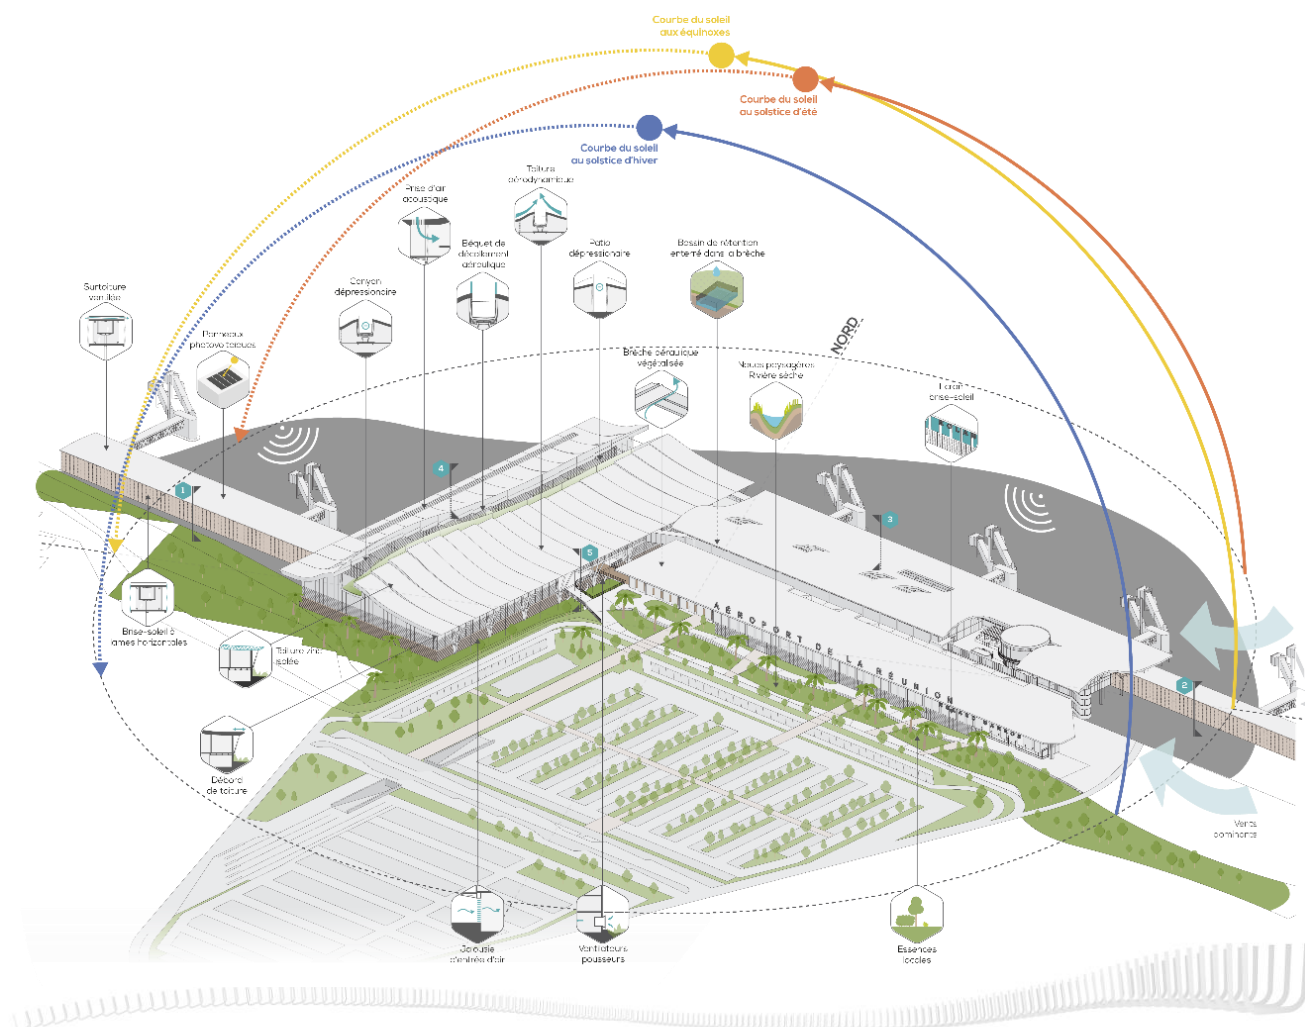 Courbe du soleil
aux équinoxes
Courbe du soleil
au solstice d'été
Courbe du soleil
au solstice d'hiver
Toiture
aérodynamique
Prise d'air
acoustique
Béquet de
décollement
aéraulique
Patio
dépressionaire
Bassin de rétention
enterré dans la brèche
Canyon
dépressionaire
Surtoiture
ventilée
Panneaux
photovoltaïques
NORD
Brèche aéraulique
végétalisée
Noues paysagères
Rivière sèche
brise-soleil
1
4
3
5
2
Brise-soleil à
lames horizontales
Toiture zinc
isolée
AÉROPORT DE LA RÉUNION
ROLAND GARROS
Débord
de toiture
Vents
dominants
Jalousie
d'entrée d'air
Ventilateurs
pousseurs
Essences
locales